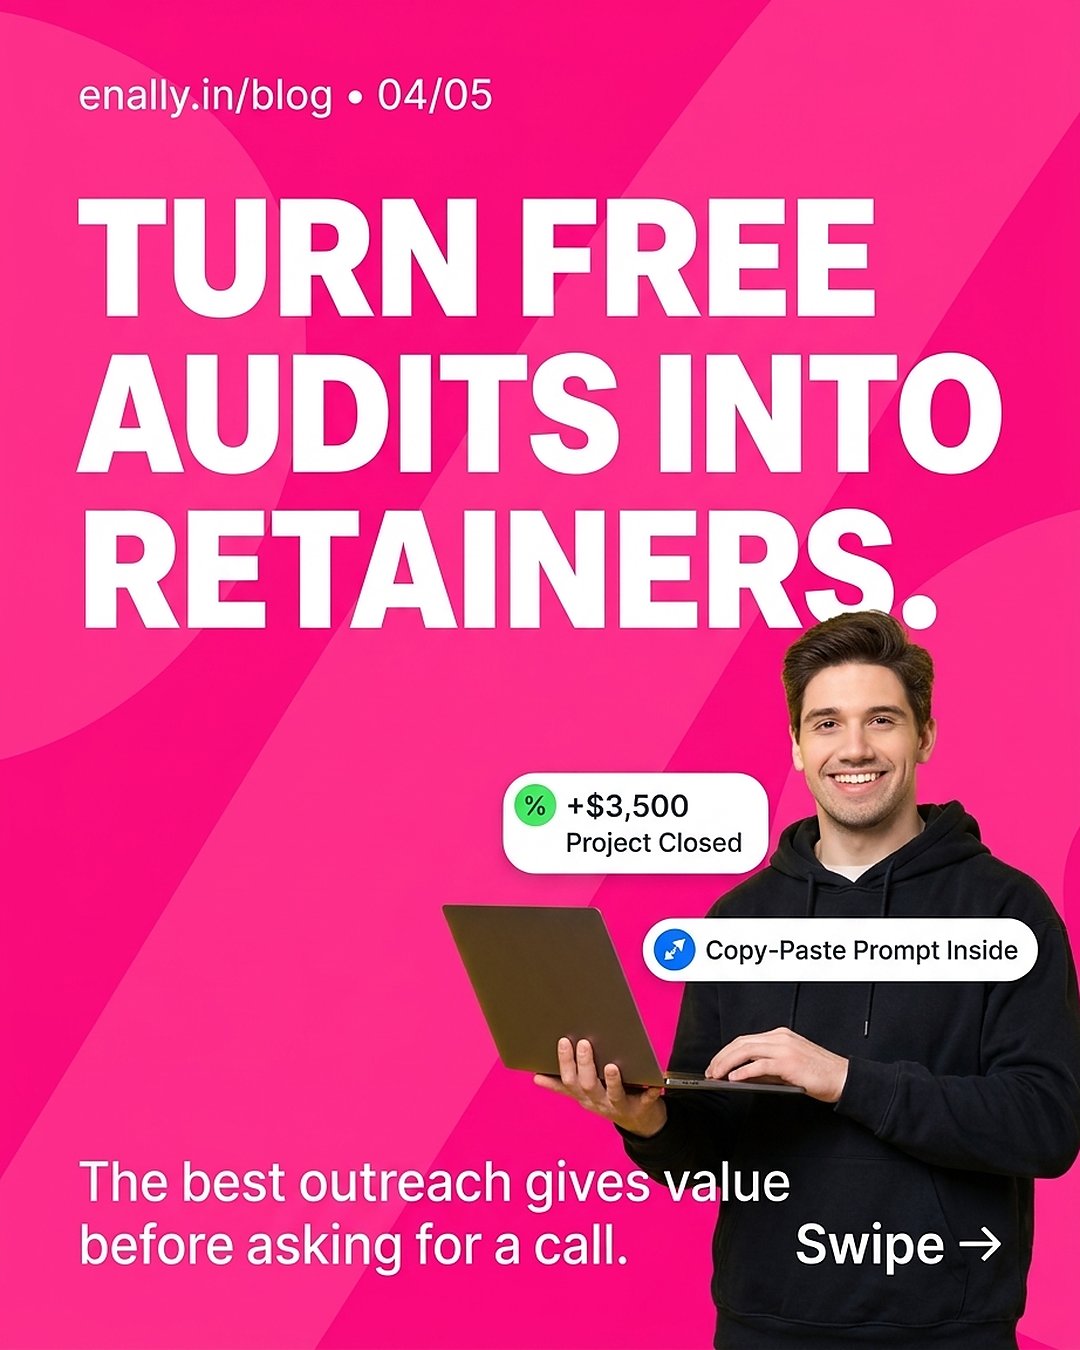 enally.in/blog • 04/05
TURN FREE
AUDITS INTO
RETAINERS.
% +$3,500
Project Closed
Copy-Paste Prompt Inside
The best outreach gives value
before asking for a call.
Swipe →